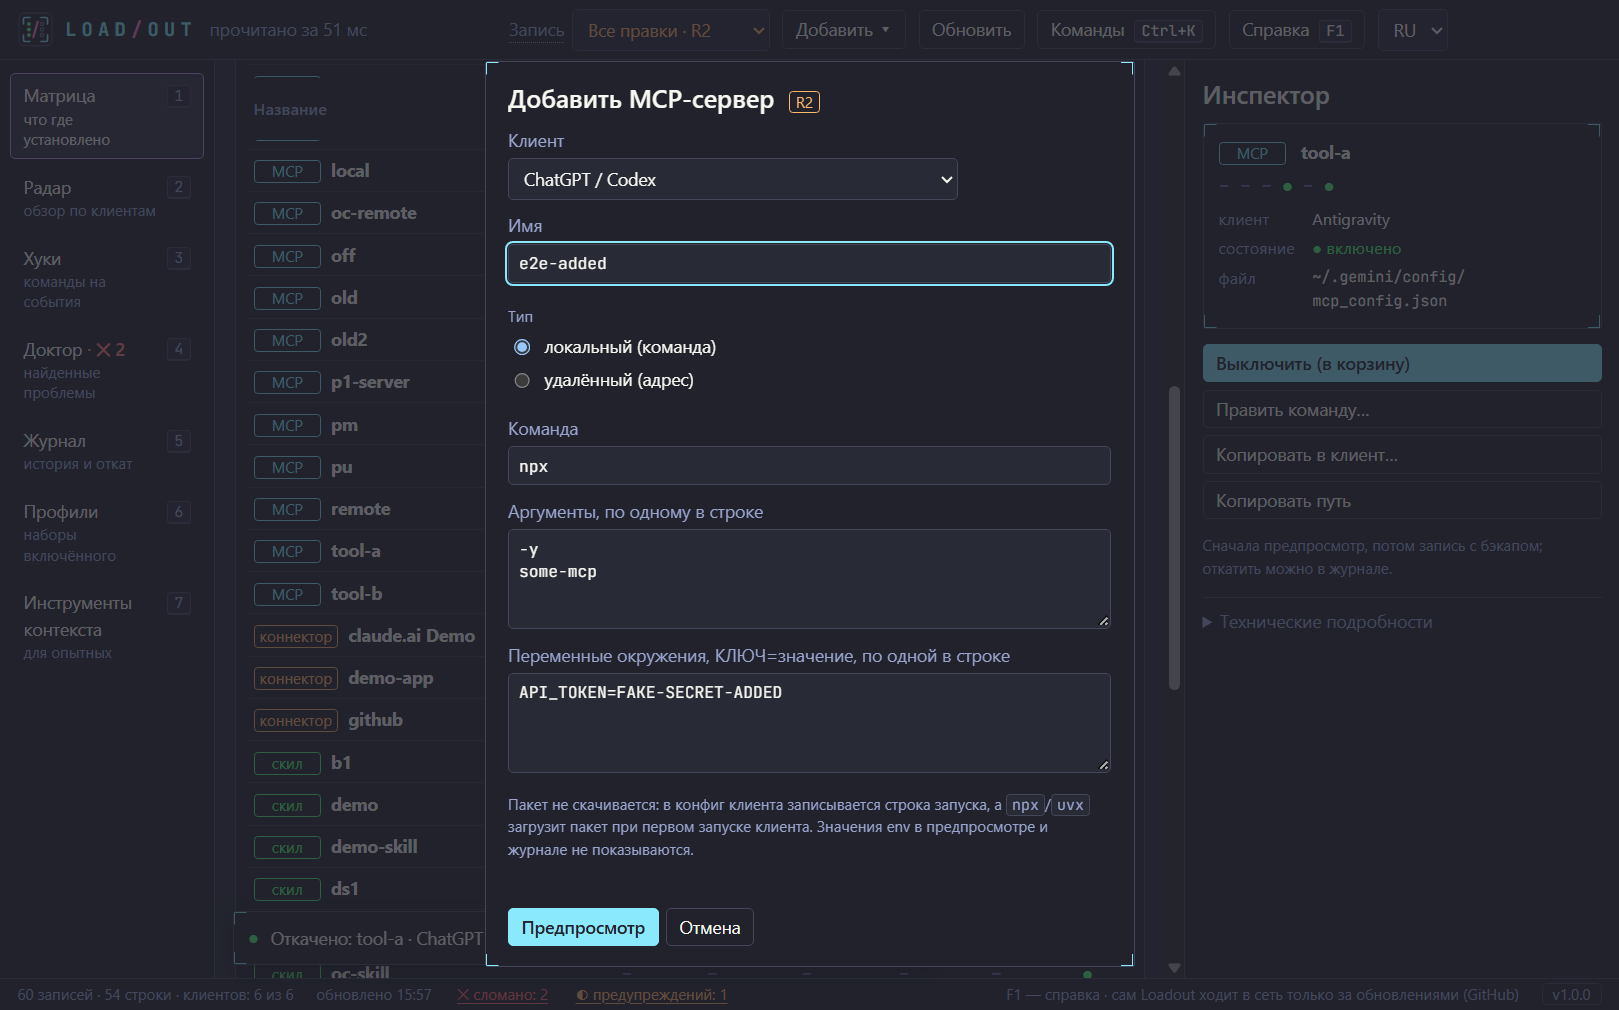 LOAD/OUT
прочитано за 51 мс
Запись
Все правки · R2
Добавить
Обновить
Команды Ctrl+K
Справка F1
RU
Матрица 1
что где
установлено
Радар 2
обзор по клиентам
Хуки 3
команды на
события
Доктор · 2 4
найденные
проблемы
Журнал 5
история и откат
Профили 6
наборы
включённого
Инструменты 7
контекста
для опытных
Название
MCP local
MCP oc-remote
MCP off
MCP old
MCP old2
MCP p1-server
MCP pm
MCP pu
MCP remote
MCP tool-a
MCP tool-b
коннектор claude.ai Demo
коннектор demo-app
коннектор github
скил b1
скил demo
скил demo-skill
скил ds1
Откачено: tool-a · ChatGPT
скил oc-skill
Добавить MCP-сервер R2
Клиент
ChatGPT / Codex
Имя
e2e-added
Тип
локальный (команда)
удалённый (адрес)
Команда
npx
Аргументы, по одному в строке
-y
some-mcp
Переменные окружения, КЛЮЧ=значение, по одной в строке
API_TOKEN=FAKE-SECRET-ADDED
Пакет не скачивается: в конфиг клиента записывается строка запуска, а npx/uvx
загрузит пакет при первом запуске клиента. Значения env в предпросмотре и
журнале не показываются.
Предпросмотр
Отмена
Инспектор
MCP tool-a
клиент Antigravity
состояние включено
файл ~/.gemini/config/
mcp_config.json
Выключить (в корзину)
Править команду...
Копировать в клиент...
Копировать путь
Сначала предпросмотр, потом запись с бэкапом;
откатить можно в журнале.
Технические подробности
60 записей · 54 строки · клиентов: 6 из 6
обновлено 15:57
сломано: 2
предупреждений: 1
F1 — справка · сам Loadout ходит в сеть только за обновлениями (GitHub)
v1.0.0